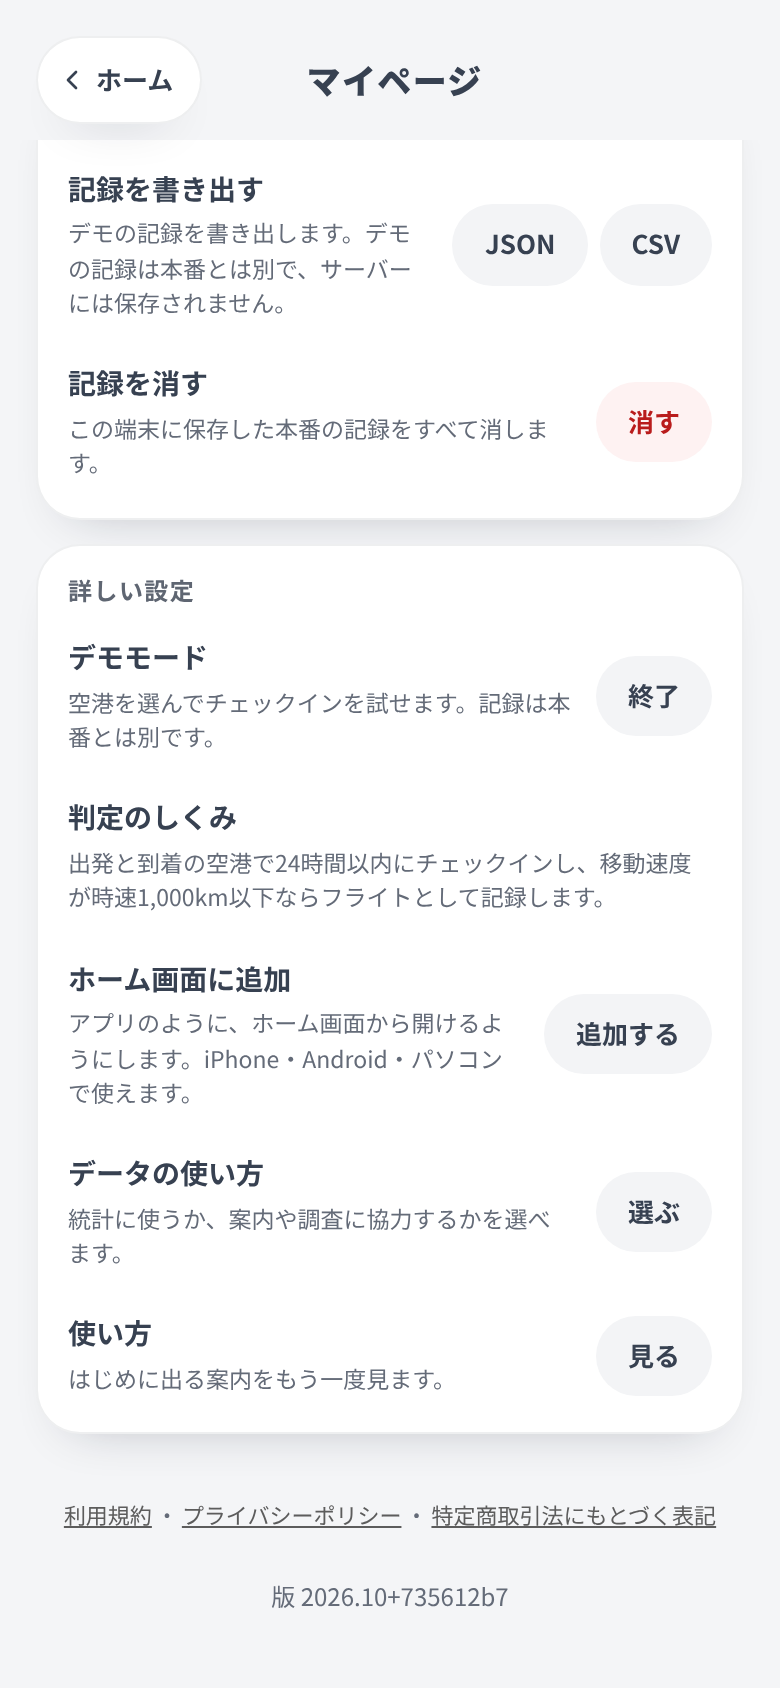 ホーム
マイページ
記録を書き出す
デモの記録を書き出します。デモ
の記録は本番とは別で、サーバー
には保存されません。
JSON
CSV
記録を消す
この端末に保存した本番の記録をすべて消しま
す。
消す
詳しい設定
デモモード
空港を選んでチェックインを試せます。記録は本
番とは別です。
終了
判定のしくみ
出発と到着の空港で24時間以内にチェックインし、移動速度
が時速1,000km以下ならフライトとして記録します。
ホーム画面に追加
アプリのように、ホーム画面から開けるよ
うにします。iPhone・Android・パソコン
で使えます。
追加する
データの使い方
統計に使うか、案内や調査に協力するかを選べ
ます。
選ぶ
使い方
はじめに出る案内をもう一度見ます。
見る
利用規約・プライバシーポリシー・特定商取引法にもとづく表記
版 2026.10+735612b7